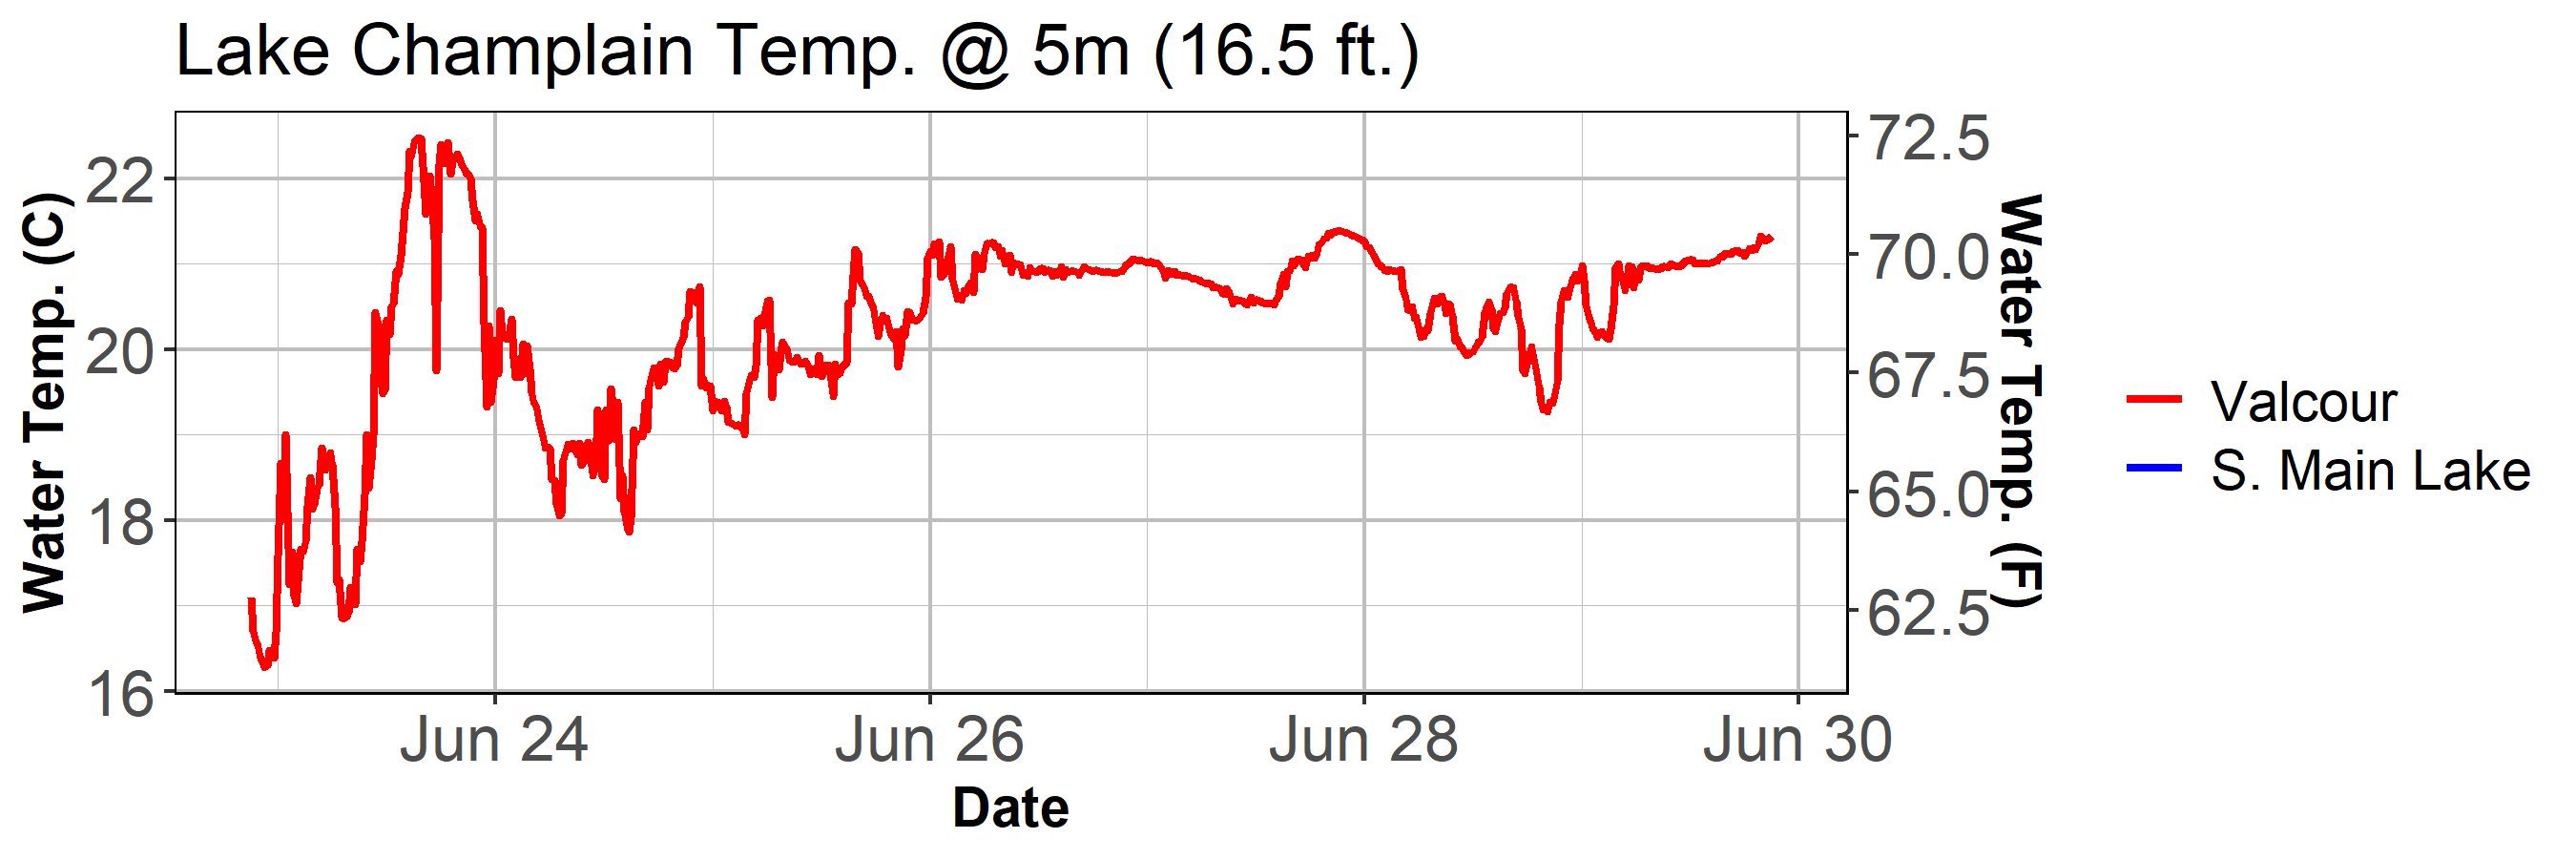 Lake Champlain Temp. @ 5m (16.5 ft.)
Water Temp. (C)
22
20
18
16
72.5
70.0
67.5
65.0
62.5
Water Temp. (F)
Jun 24
Jun 26
Jun 28
Jun 30
Date
Valcour
S. Main Lake